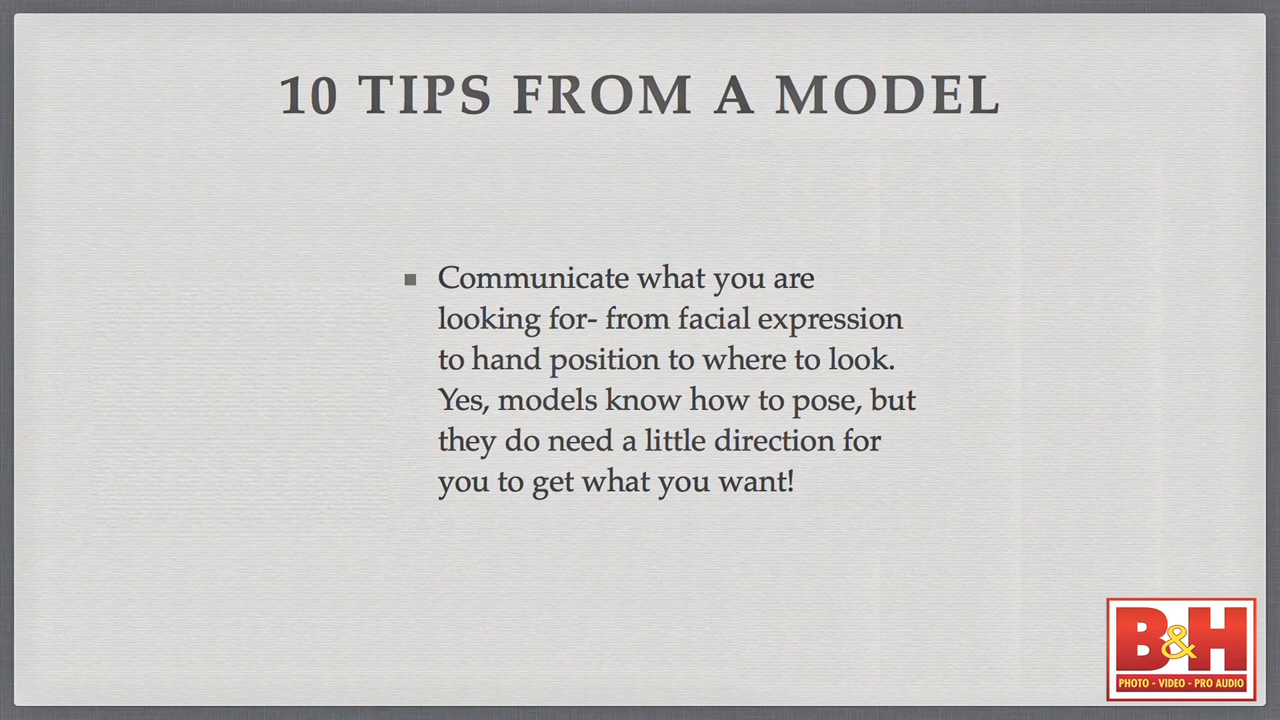 10 TIPS FROM A MODEL
Communicate what you are
looking for- from facial expression
to hand position to where to look.
Yes, models know how to pose, but
they do need a little direction for
you to get what you want!
B&H
PHOTO - VIDEO - PRO AUDIO